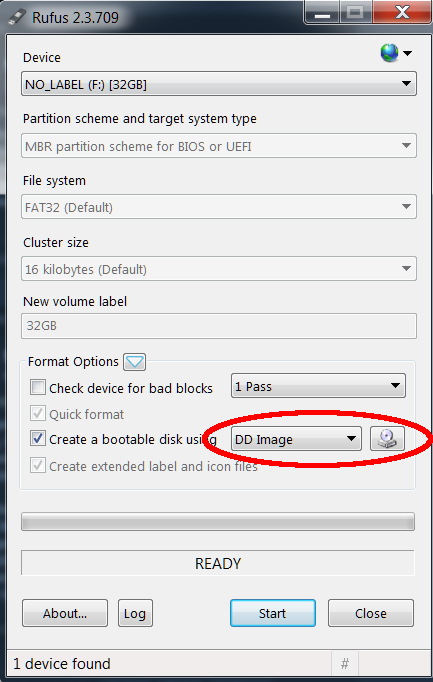 Rufus 2.3.709
Device
NO_LABEL (F:) [32GB]
Partition scheme and target system type
MBR partition scheme for BIOS or UEFI
File system
FAT32 (Default)
Cluster size
16 kilobytes (Default)
New volume label
32GB
Format Options
Check device for bad blocks 1 Pass
Quick format
Create a bootable disk using DD Image
Create extended label and icon files
READY
About... Log Start Close
1 device found #